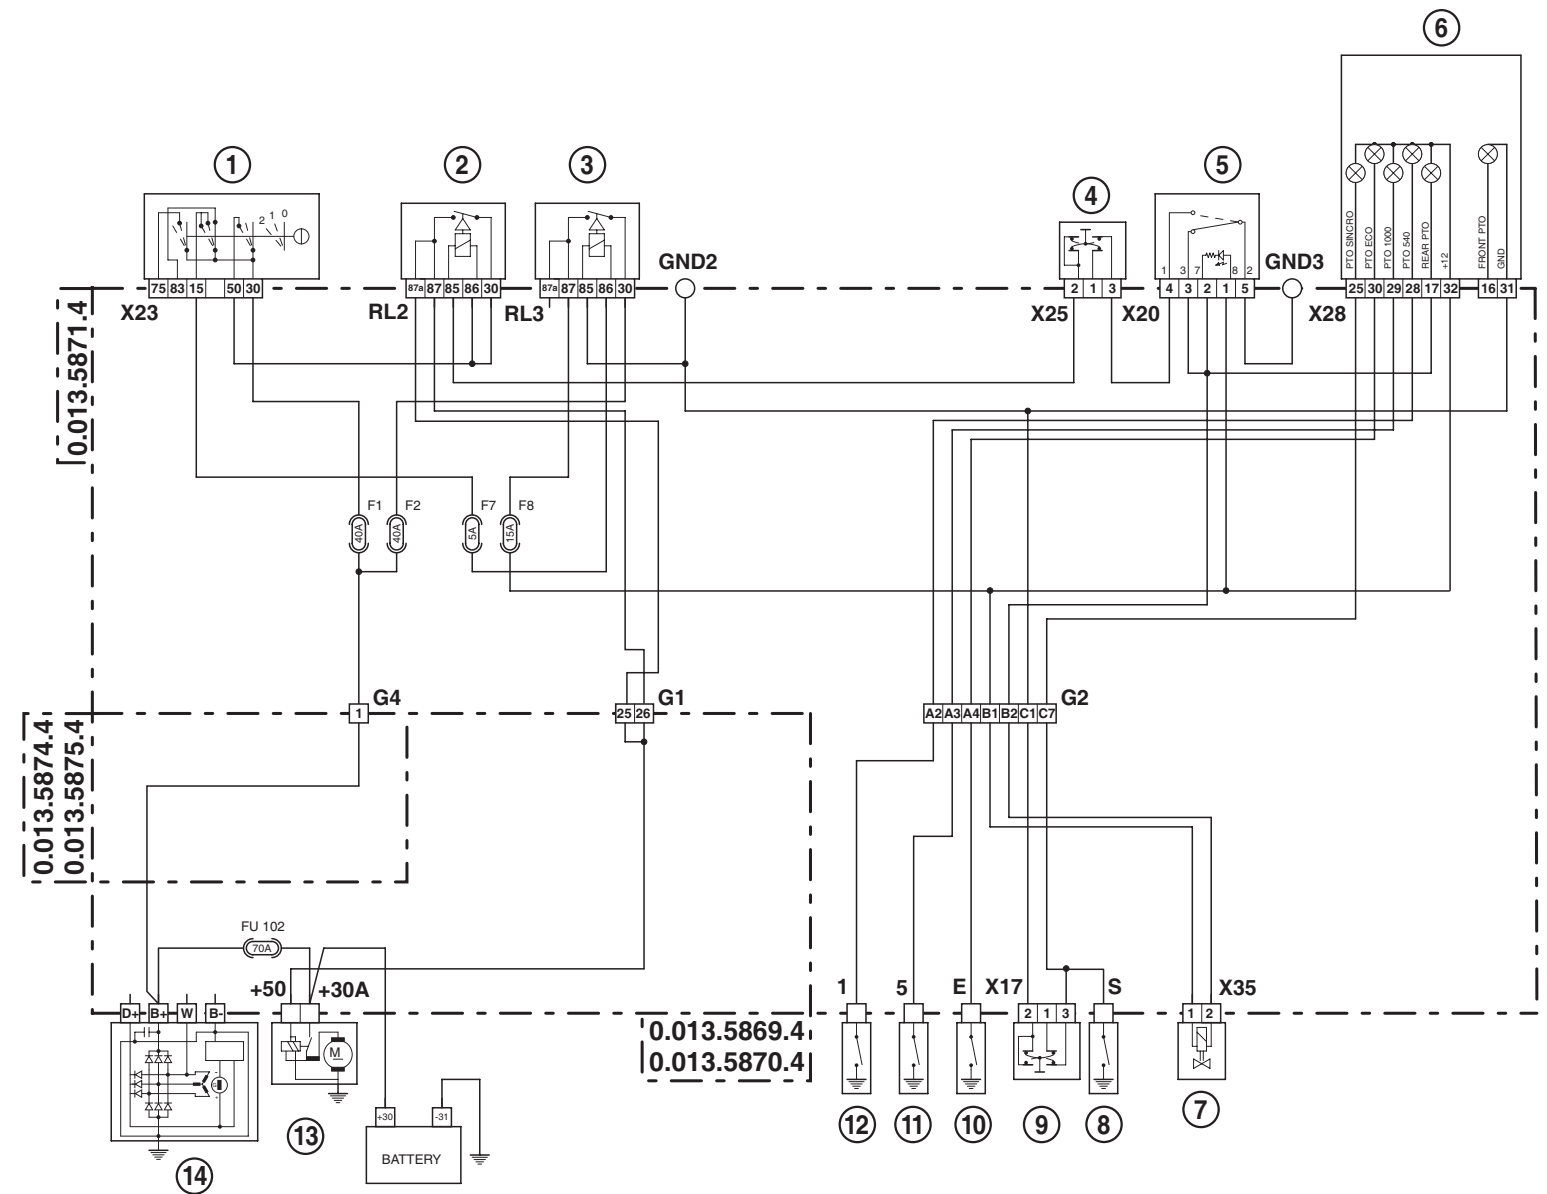 6
1
2
3
4
5
PTO SINCRO
PTO ECO
PTO 1000
PTO 540
REAR PTO
+12
FRONT PTO
GND
2 1 0
1 3 7 8 2
GND2
GND3
75 83 15 50 30
87a 87 85 86 30
87a 87 85 86 30
2 1 3
4 3 2 1 5
25 30 29 28 17 32
16 31
X23
RL2
RL3
X25
X20
X28
0.013.5871.4
F1
F2
F7
F8
40A
40A
5A
15A
G4
G1
G2
1
25 26
A2 A3 A4 B1 B2 C1 C7
0.013.5874.4
0.013.5875.4
FU 102
70A
+50
+30A
1
5
E
X17
S
X35
D+ B+ W B-
2 1 3
1 2
M
0.013.5869.4
0.013.5870.4
+30
-31
BATTERY
12
11
10
9
8
7
13
14